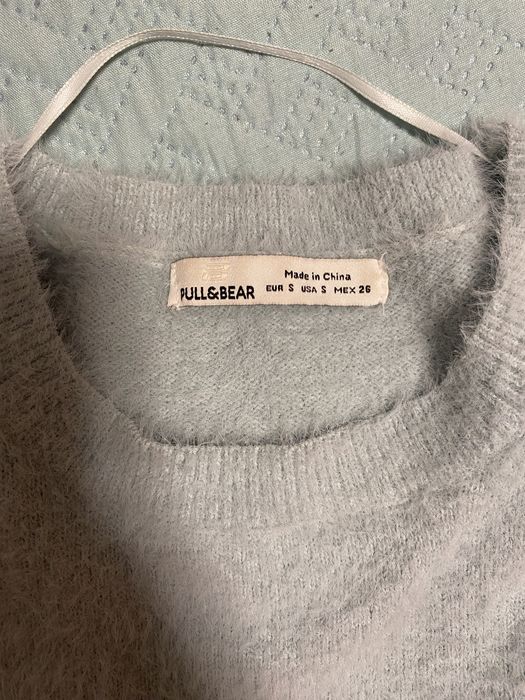 Made in China
PULL&BEAR EUR S USA S MEX 26